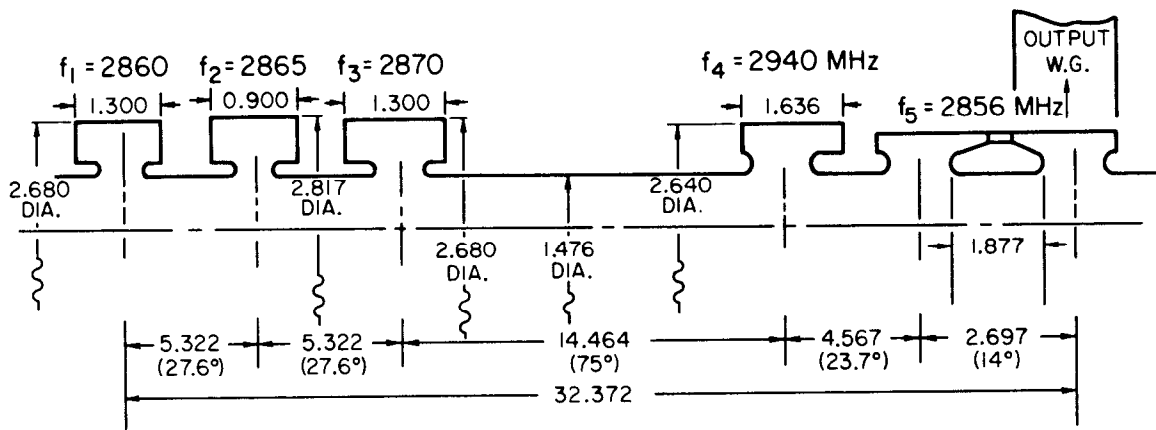 OUTPUT
W.G.
f1 = 2860
f2 = 2865
f3 = 2870
f4 = 2940 MHz
f5 = 2856 MHz
1.300
0.900
1.300
1.636
2.680
DIA.
2.817
DIA.
2.680
DIA.
1.476
DIA.
2.640
DIA.
1.877
5.322
(27.6°)
5.322
(27.6°)
14.464
(75°)
4.567
(23.7°)
2.697
(14°)
32.372